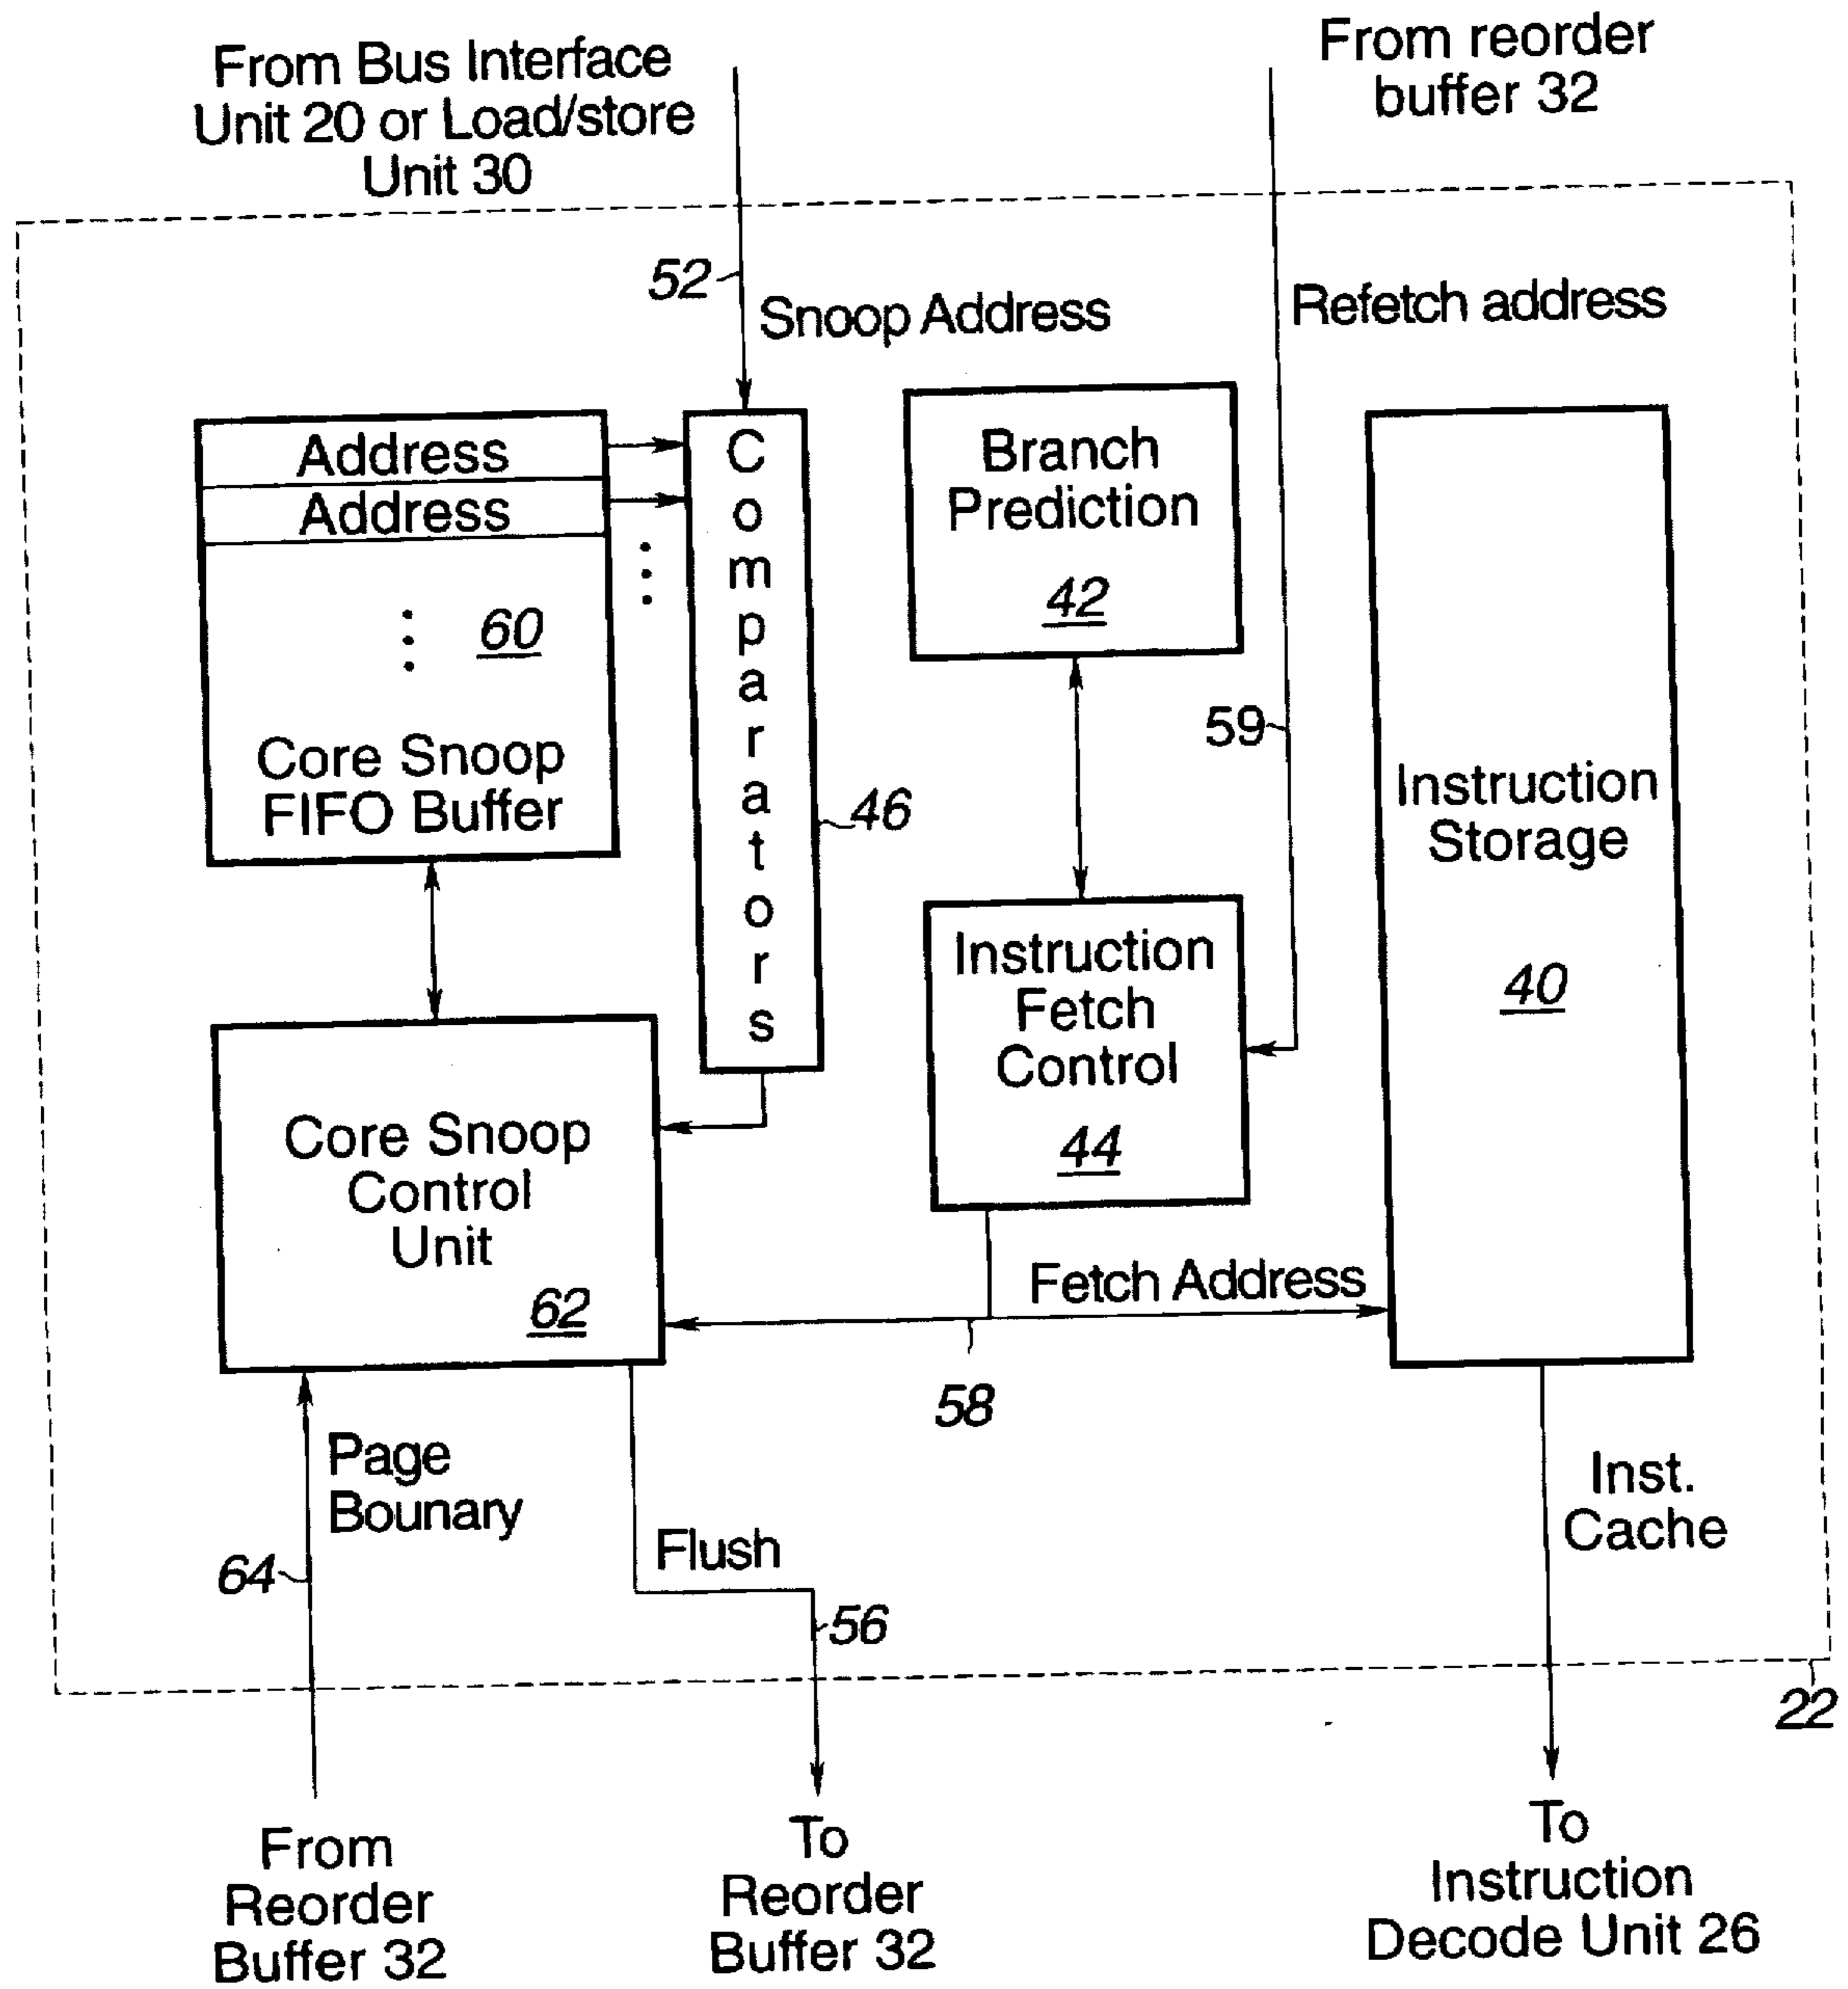 From Bus Interface
Unit 20 or Load/store
Unit 30
From reorder
buffer 32
52
Snoop Address
Refetch address
Address
Address
60
Core Snoop
FIFO Buffer
Comparators
46
Branch
Prediction
42
59
Instruction
Storage
40
Instruction
Fetch
Control
44
Core Snoop
Control
Unit
62
Fetch Address
58
Page
Bounary
64
Flush
56
Inst.
Cache
22
From
Reorder
Buffer 32
To
Reorder
Buffer 32
To
Instruction
Decode Unit 26